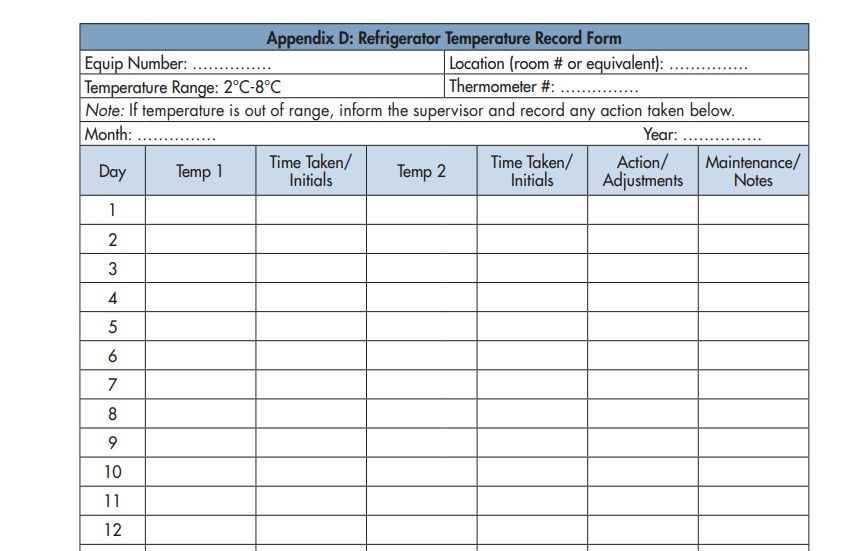 Appendix D: Refrigerator Temperature Record Form
Equip Number: ............... Location (room # or equivalent): ...............
Temperature Range: 2°C-8°C Thermometer #: ...............
Note: If temperature is out of range, inform the supervisor and record any action taken below.
Month: ............... Year: ...............
Day Temp 1 Time Taken/ Initials Temp 2 Time Taken/ Initials Action/ Adjustments Maintenance/ Notes
1
2
3
4
5
6
7
8
9
10
11
12